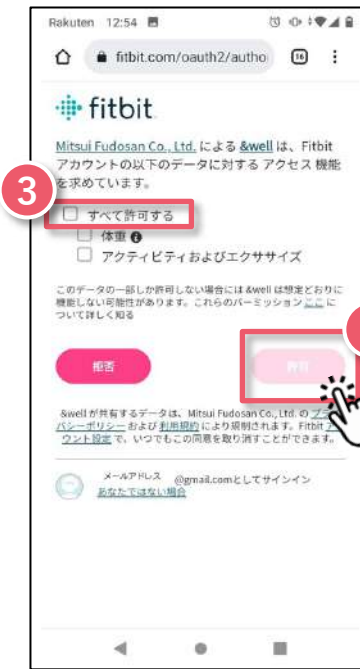 Rakuten 12:54
fitbit.com/oauth2/autho
16
fitbit
Mitsui Fudosan Co., Ltd. による &well は、Fitbit
アカウントの以下のデータに対する アクセス 機能
を求めています。
3
すべて許可する
体重
アクティビティおよびエクササイズ
このデータの一部しか許可しない場合には &well は想定どおりに
機能しない可能性があります。これらのパーミッション ここ に
ついて詳しく知る
拒否
許可
&well が共有するデータは、Mitsui Fudosan Co., Ltd. の プラ
バシーポリシー および 利用規約 により規制されます。Fitbit ア
ウント設定 で、いつでもこの同意を取り消すことができます。
メールアドレス @gmail.comとしてサインイン
あなたではない場合